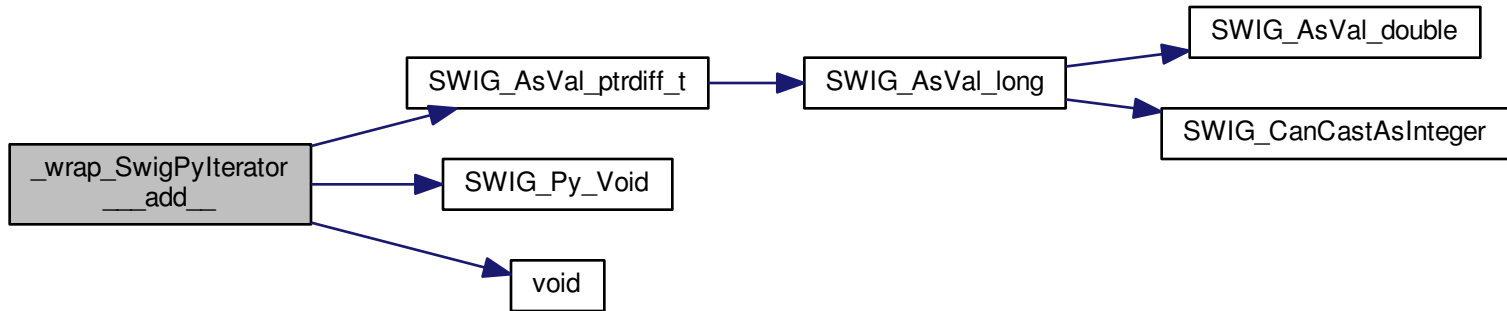 _wrap_SwigPyIterator
___add__
SWIG_AsVal_ptrdiff_t
SWIG_AsVal_long
SWIG_AsVal_double
SWIG_CanCastAsInteger
SWIG_Py_Void
void